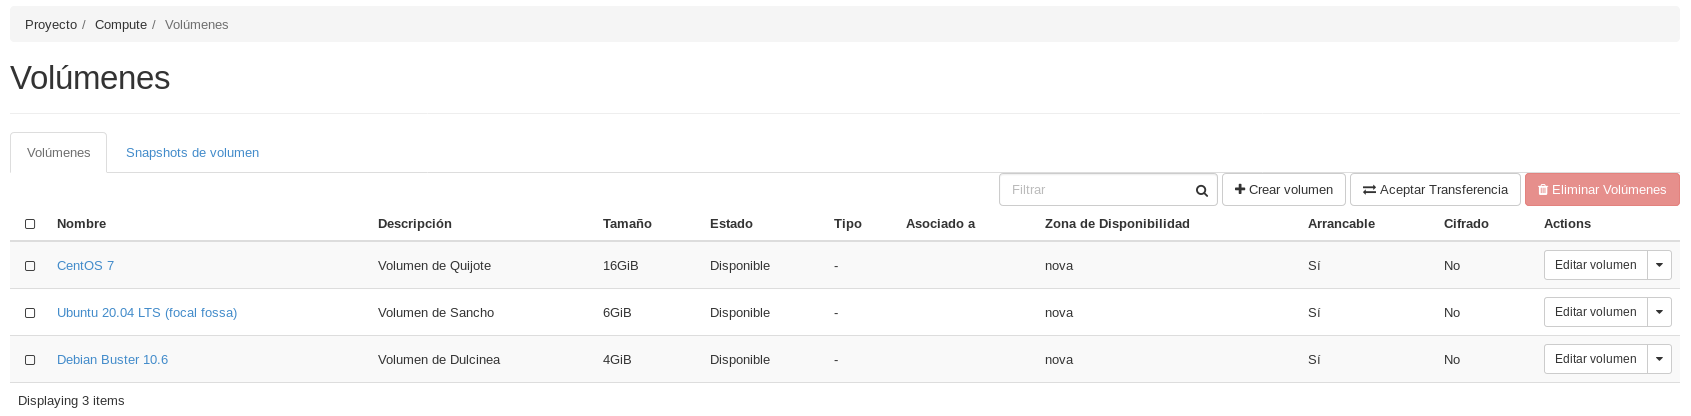 Proyecto / Compute / Volúmenes
Volúmenes
Volúmenes Snapshots de volumen
Filtrar Crear volumen Aceptar Transferencia Eliminar Volúmenes
Nombre Descripción Tamaño Estado Tipo Asociado a Zona de Disponibilidad Arrancable Cifrado Actions
CentOS 7 Volumen de Quijote 16GiB Disponible - nova Sí No Editar volumen
Ubuntu 20.04 LTS (focal fossa) Volumen de Sancho 6GiB Disponible - nova Sí No Editar volumen
Debian Buster 10.6 Volumen de Dulcinea 4GiB Disponible - nova Sí No Editar volumen
Displaying 3 items